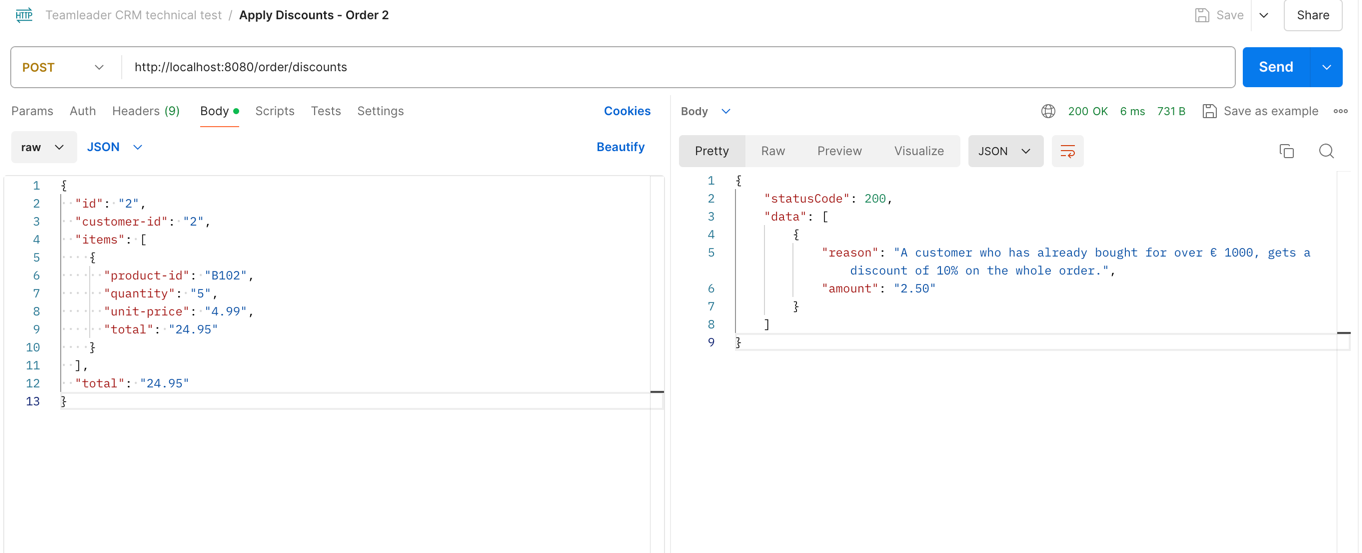 HTTP Teamleader CRM technical test / Apply Discounts - Order 2 Save Share
POST http://localhost:8080/order/discounts Send
Params Auth Headers (9) Body Scripts Tests Settings Cookies
raw JSON Beautify
1 {
2 "id": "2",
3 "customer-id": "2",
4 "items": [
5 {
6 "product-id": "B102",
7 "quantity": "5",
8 "unit-price": "4.99",
9 "total": "24.95"
10 }
11 ],
12 "total": "24.95"
13 }
Body 200 OK 6 ms 731 B Save as example
Pretty Raw Preview Visualize JSON
1 {
2 "statusCode": 200,
3 "data": [
4 {
5 "reason": "A customer who has already bought for over € 1000, gets a
discount of 10% on the whole order.",
6 "amount": "2.50"
7 }
8 ]
9 }